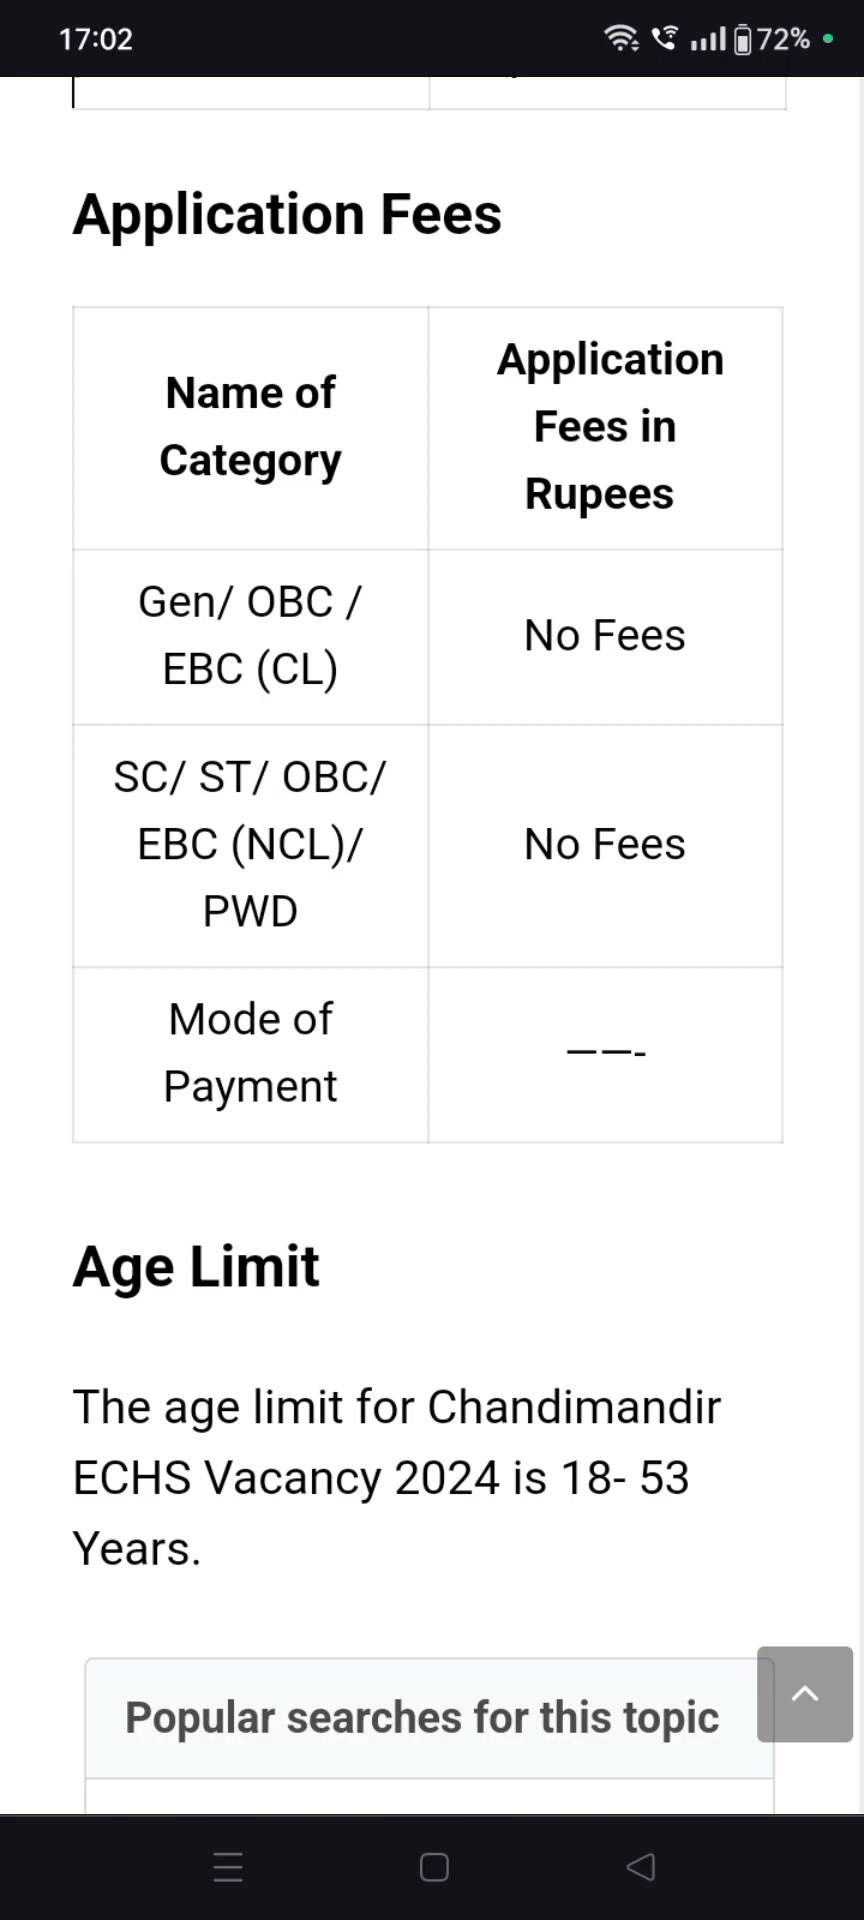 17:02
72%
Application Fees
Name of
Category
Application
Fees in
Rupees
Gen/ OBC /
EBC (CL)
No Fees
SC/ ST/ OBC/
EBC (NCL)/
PWD
No Fees
Mode of
Payment
——-
Age Limit
The age limit for Chandimandir
ECHS Vacancy 2024 is 18- 53
Years.
Popular searches for this topic